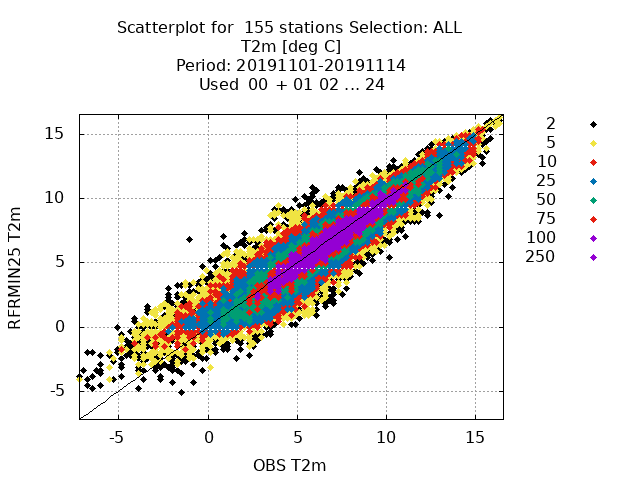 Scatterplot for  155 stations Selection: ALL
T2m [deg C]
Period: 20191101-20191114
Used  00 + 01 02 ... 24
2
5
10
25
50
75
100
250
15
10
5
0
-5
RFRMIN25 T2m
-5 0 5 10 15
OBS T2m